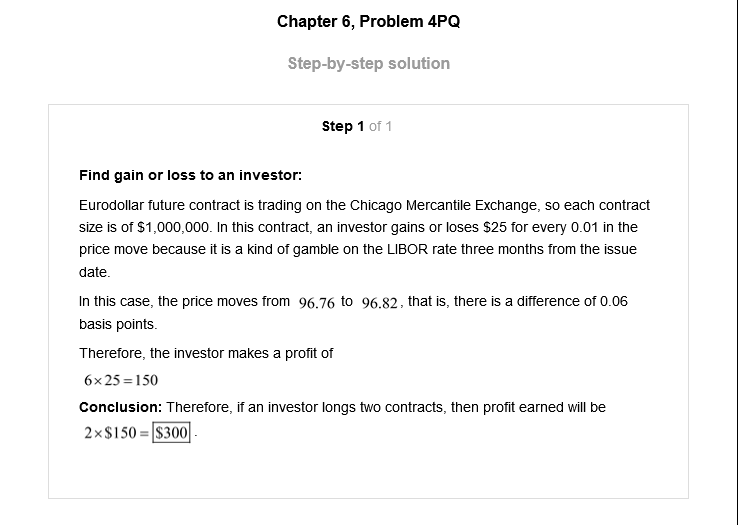 Chapter 6, Problem 4PQ
Step-by-step solution
Step 1 of 1
Find gain or loss to an investor:
Eurodollar future contract is trading on the Chicago Mercantile Exchange, so each contract
size is of $1,000,000. In this contract, an investor gains or loses $25 for every 0.01 in the
price move because it is a kind of gamble on the LIBOR rate three months from the issue
date.
In this case, the price moves from 96.76 to 96.82, that is, there is a difference of 0.06
basis points.
Therefore, the investor makes a profit of
6×25=150
Conclusion: Therefore, if an investor longs two contracts, then profit earned will be
2×$150=$300.